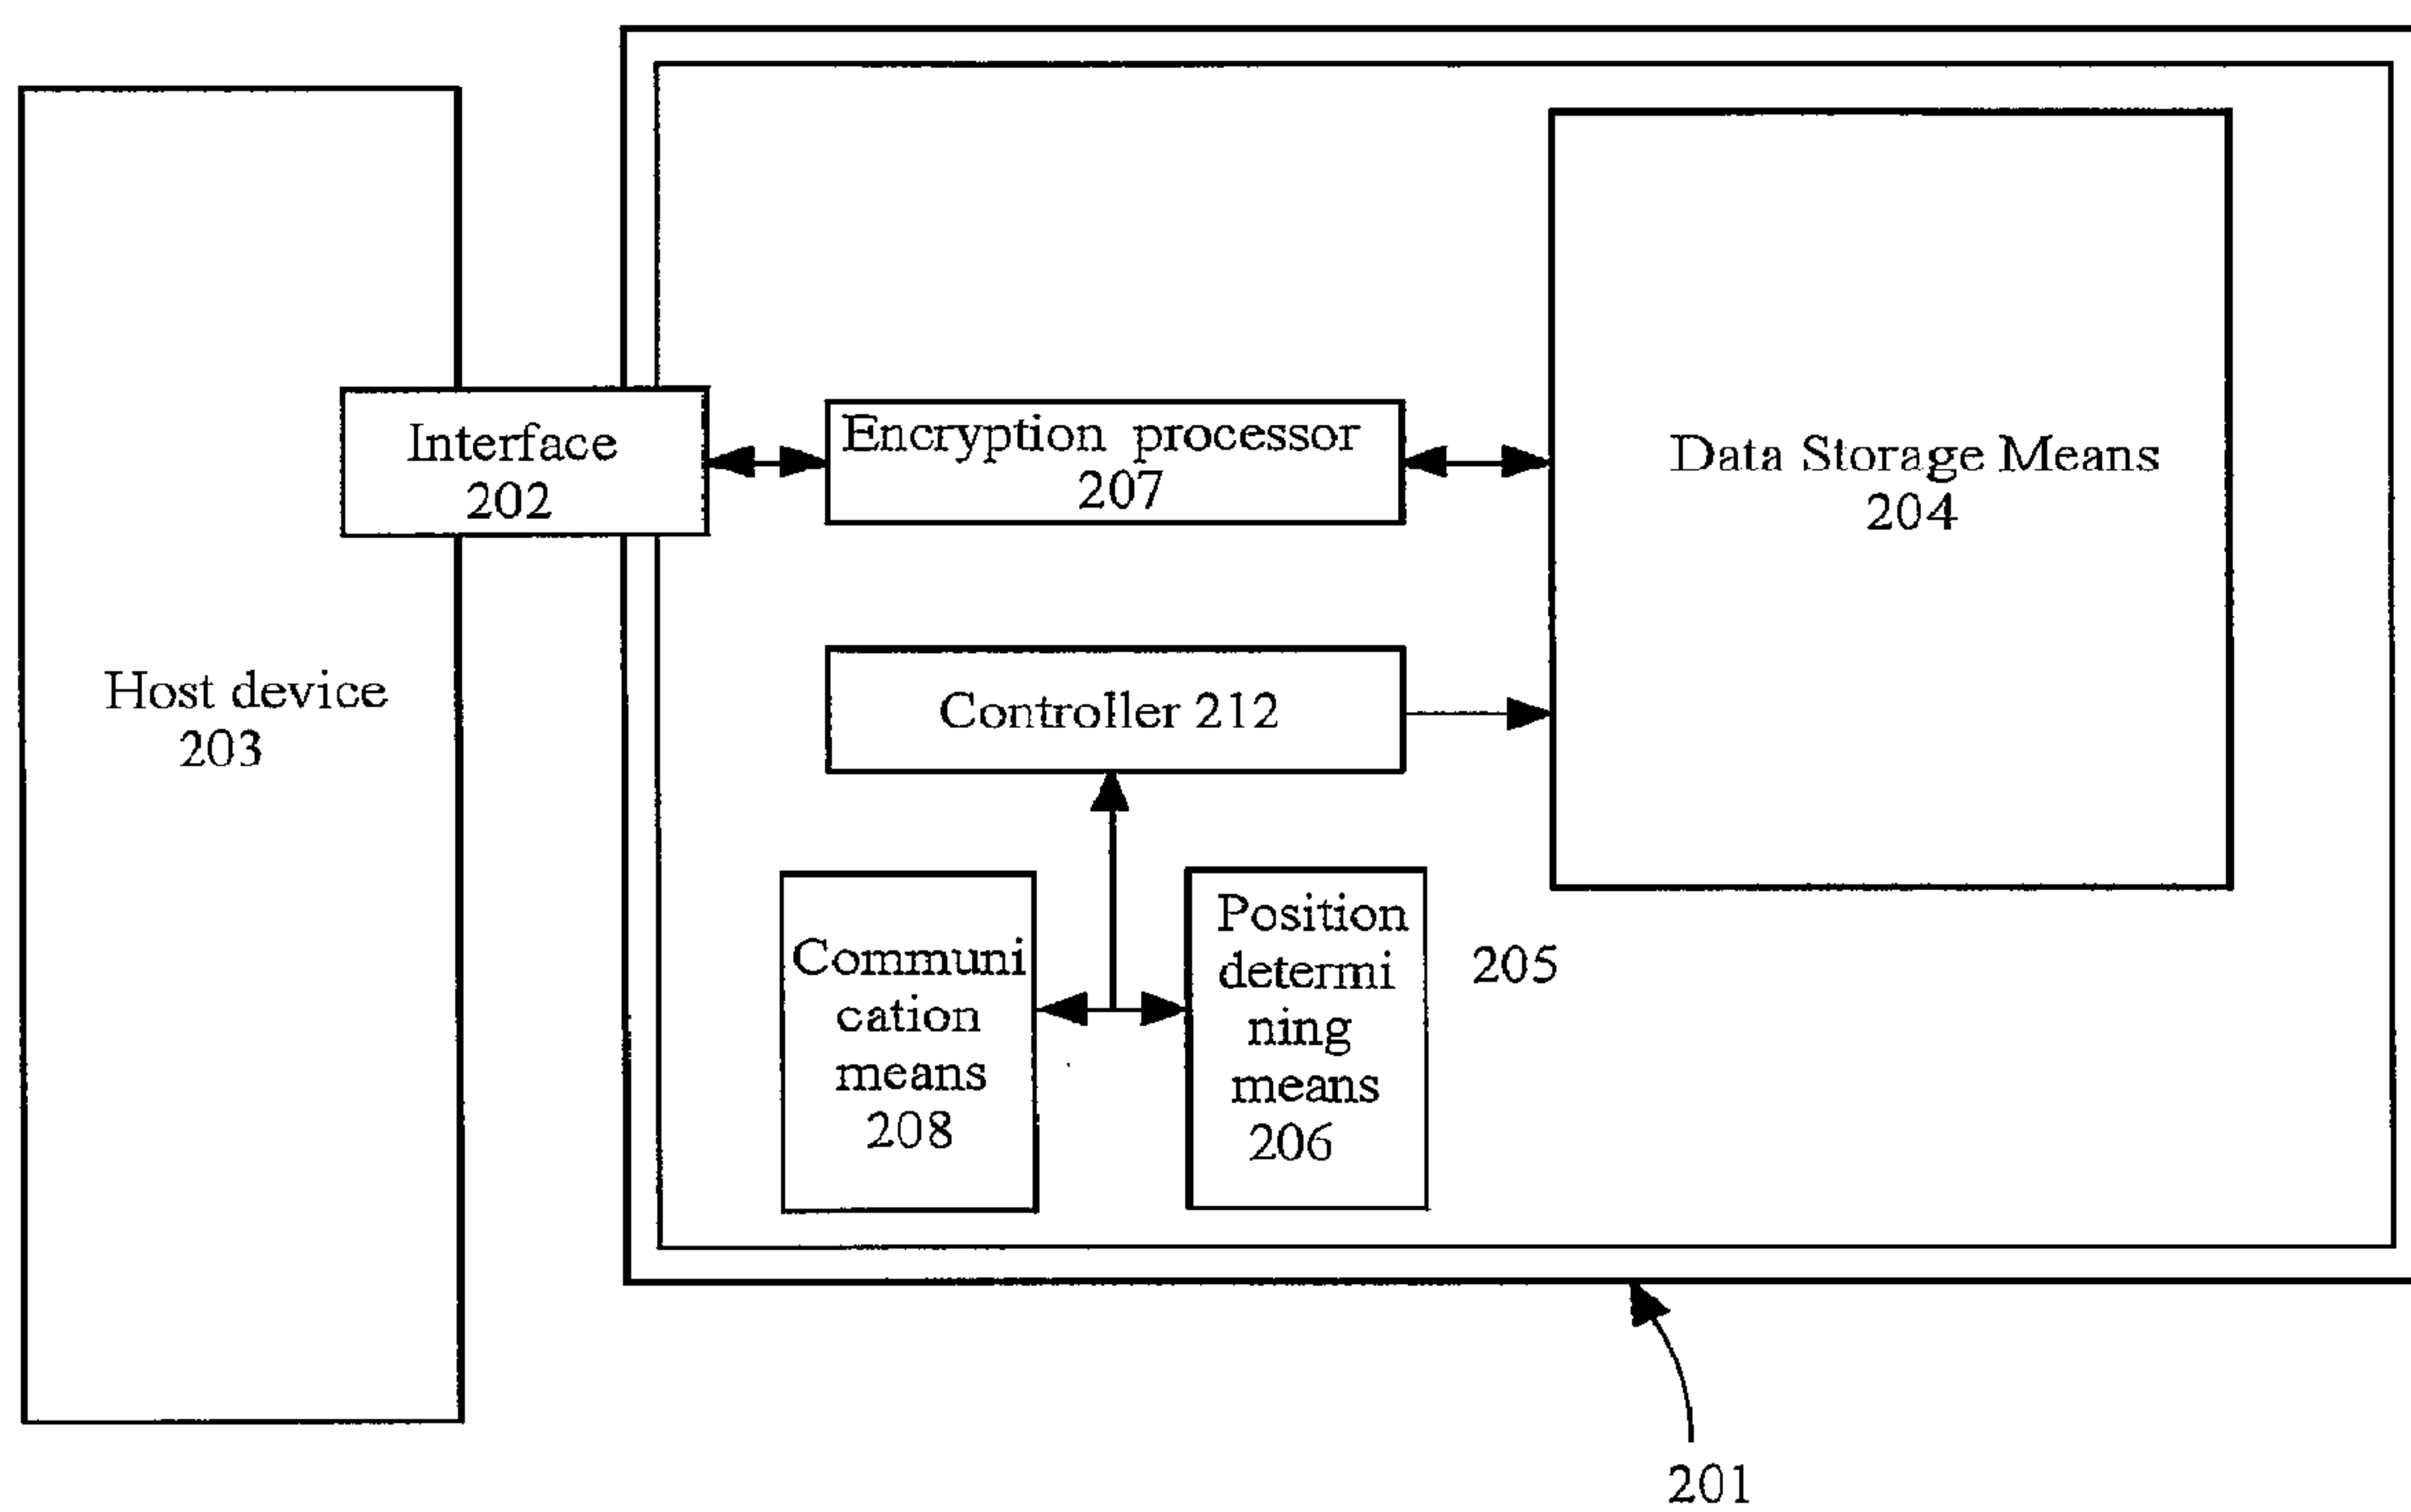 Host device
203
Interface
202
Encryption processor
207
Data Storage Means
204
Controller 212
Communi
cation
means
208
Position
determi
ning
means
206
205
201